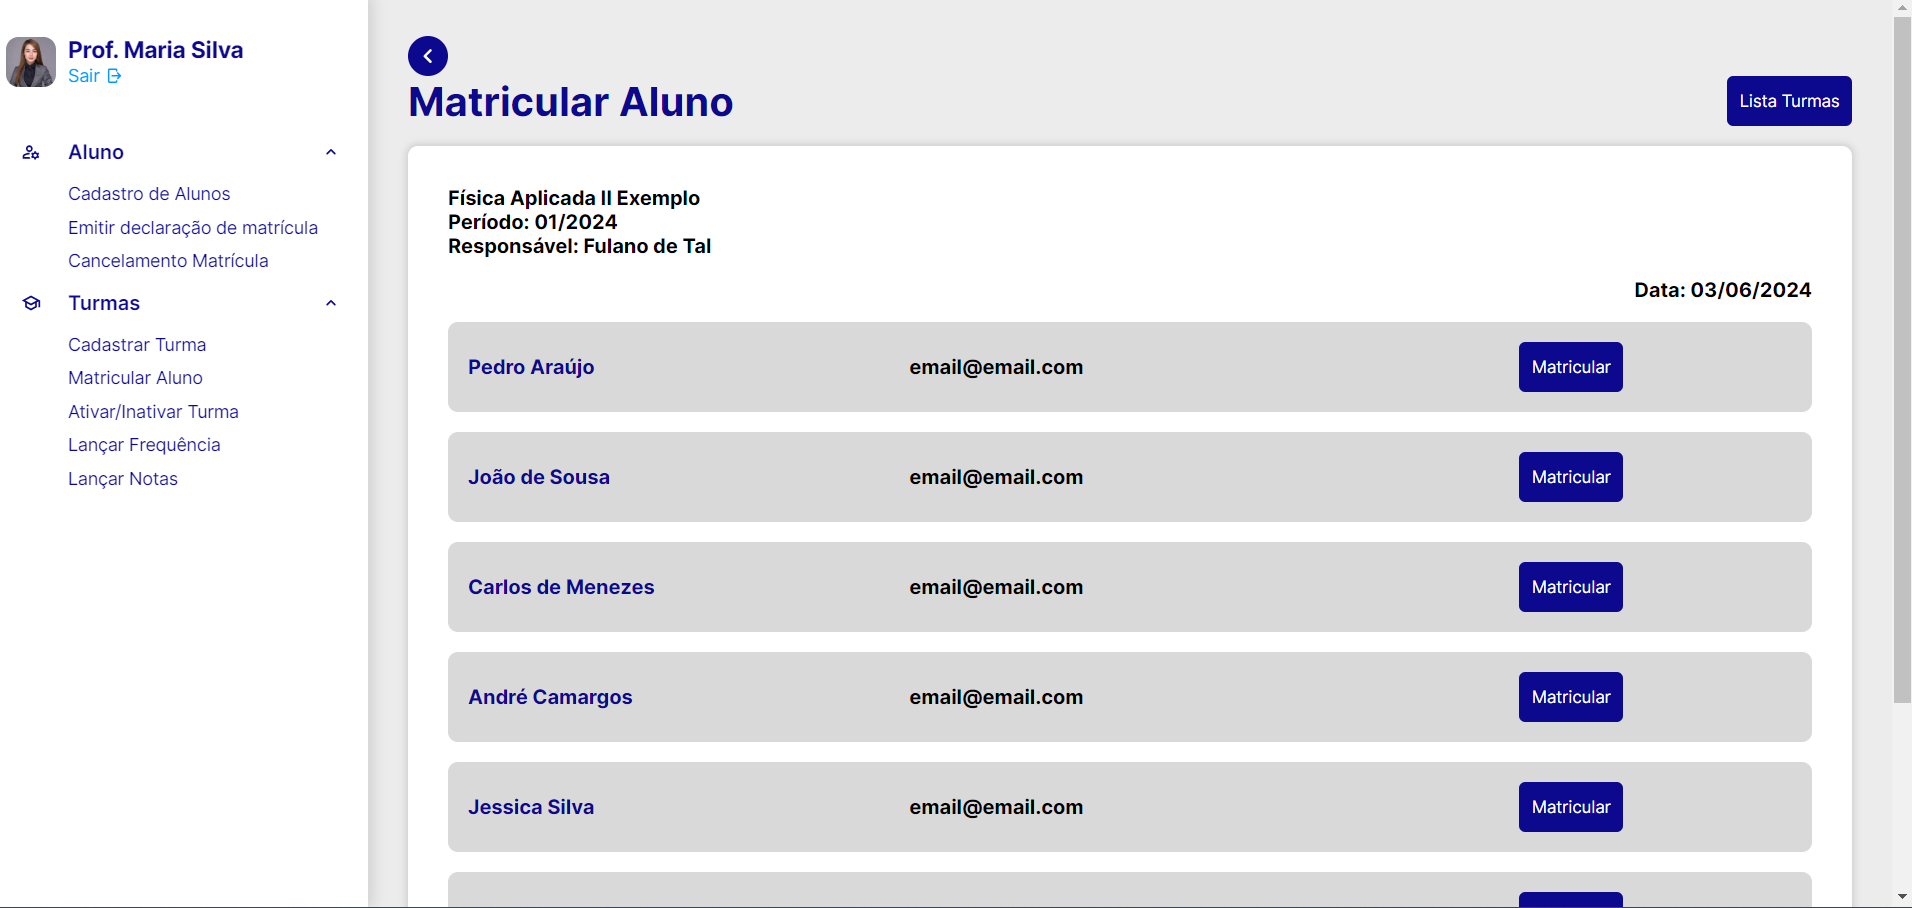 Prof. Maria Silva
Sair
Aluno
Cadastro de Alunos
Emitir declaração de matrícula
Cancelamento Matrícula
Turmas
Cadastrar Turma
Matricular Aluno
Ativar/Inativar Turma
Lançar Frequência
Lançar Notas
Matricular Aluno
Lista Turmas
Física Aplicada II Exemplo
Período: 01/2024
Responsável: Fulano de Tal
Data: 03/06/2024
Pedro Araújo email@email.com Matricular
João de Sousa email@email.com Matricular
Carlos de Menezes email@email.com Matricular
André Camargos email@email.com Matricular
Jessica Silva email@email.com Matricular